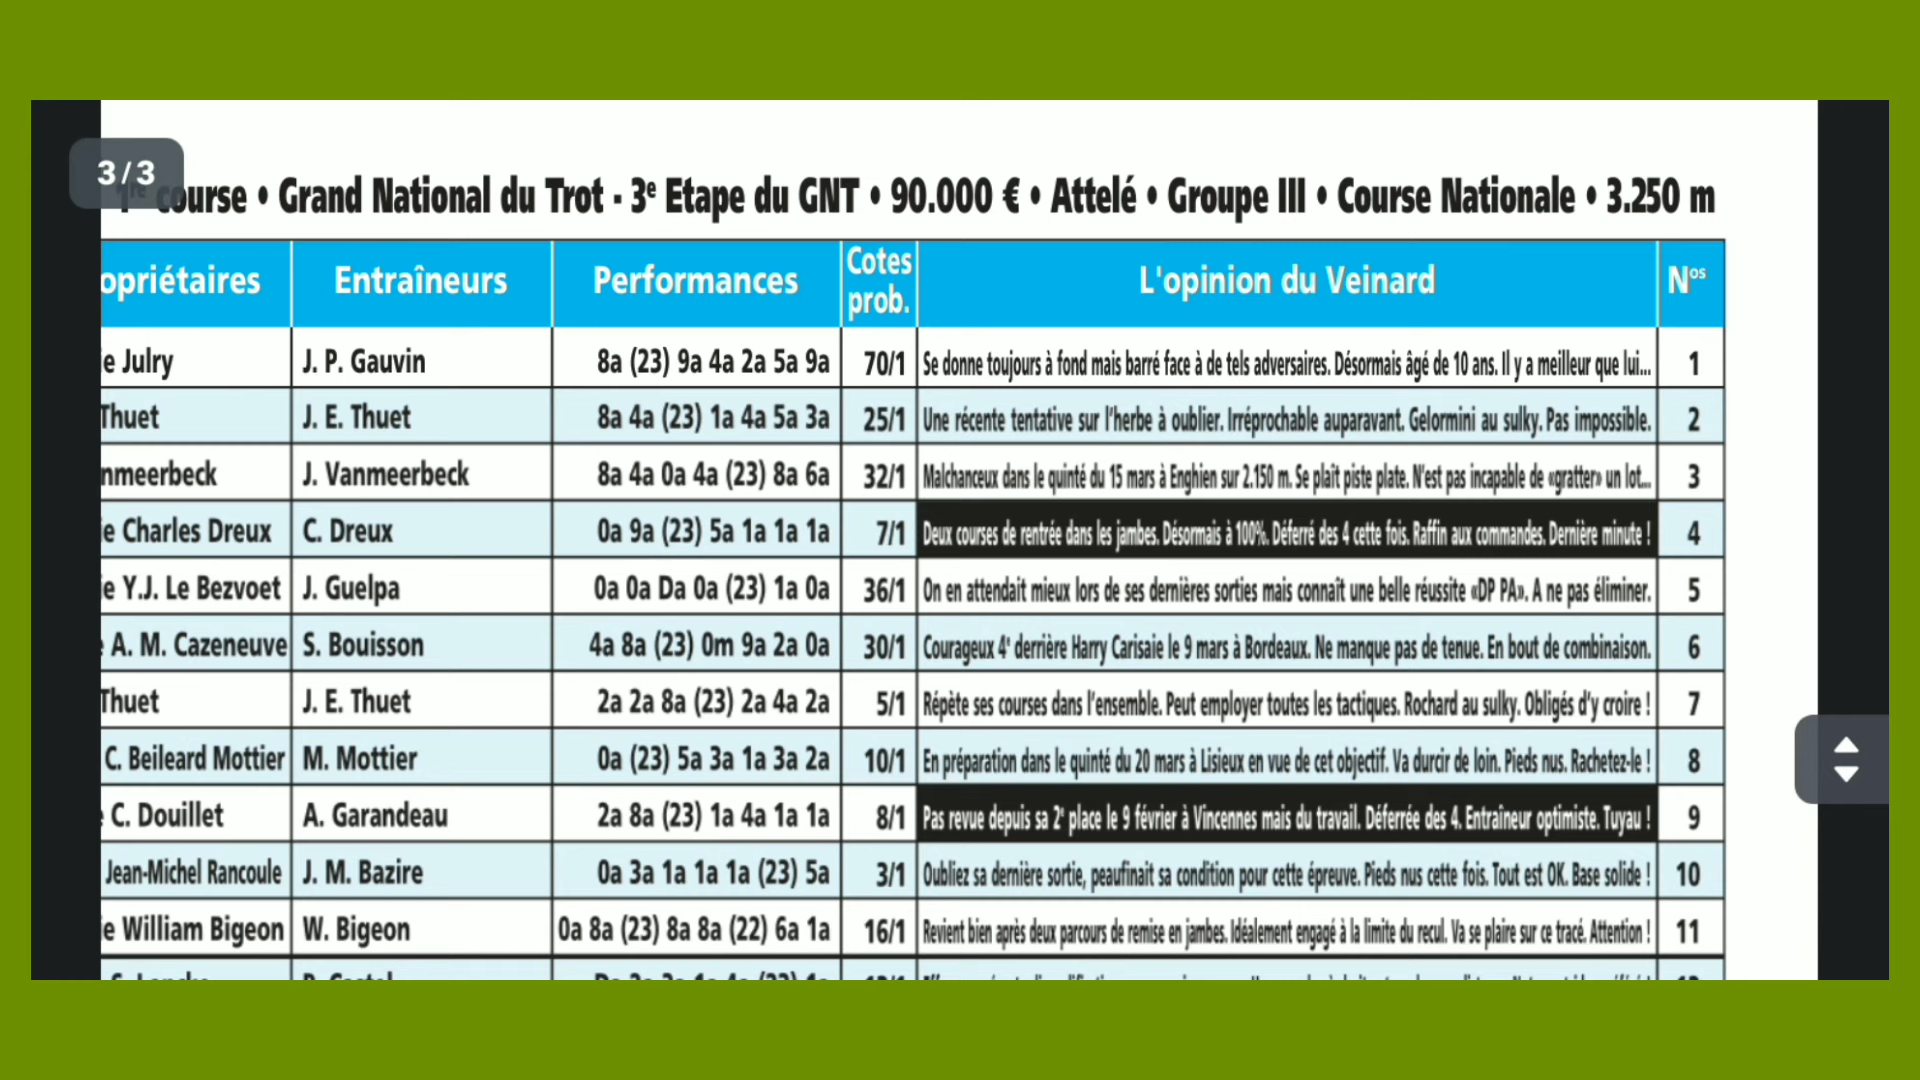 3/3
course • Grand National du Trot - 3e Etape du GNT • 90.000 € • Attelé • Groupe III • Course Nationale • 3.250 m
opriétaires Entraîneurs Performances Cotes prob. L'opinion du Veinard Nos
e Julry J. P. Gauvin 8a (23) 9a 4a 2a 5a 9a 70/1 Se donne toujours à fond mais barré face à de tels adversaires. Désormais âgé de 10 ans. Il y a meilleur que lui... 1
Thuet J. E. Thuet 8a 4a (23) 1a 4a 5a 3a 25/1 Une récente tentative sur l'herbe à oublier. Irréprochable auparavant. Gelormini au sulky. Pas impossible. 2
nmeerbeck J. Vanmeerbeck 8a 4a 0a 4a (23) 8a 6a 32/1 Malchanceux dans le quinté du 15 mars à Enghien sur 2.150 m. Se plaît piste plate. N'est pas incapable de «gratter» un lot... 3
e Charles Dreux C. Dreux 0a 9a (23) 5a 1a 1a 1a 7/1 Deux courses de rentrée dans les jambes. Désormais à 100%. Déferré des 4 cette fois. Raffin aux commandes. Dernière minute ! 4
e Y.J. Le Bezvoet J. Guelpa 0a 0a Da 0a (23) 1a 0a 36/1 On en attendait mieux lors de ses dernières sorties mais connaît une belle réussite «DP PA». A ne pas éliminer. 5
A. M. Cazeneuve S. Bouisson 4a 8a (23) 0m 9a 2a 0a 30/1 Courageux 4e derrière Harry Carisaie le 9 mars à Bordeaux. Ne manque pas de tenue. En bout de combinaison. 6
Thuet J. E. Thuet 2a 2a 8a (23) 2a 4a 2a 5/1 Répète ses courses dans l'ensemble. Peut employer toutes les tactiques. Rochard au sulky. Obligés d'y croire ! 7
C. Beileard Mottier M. Mottier 0a (23) 5a 3a 1a 3a 2a 10/1 En préparation dans le quinté du 20 mars à Lisieux en vue de cet objectif. Va durcir de loin. Pieds nus. Rachetez-le ! 8
C. Douillet A. Garandeau 2a 8a (23) 1a 4a 1a 1a 8/1 Pas revue depuis sa 2e place le 9 février à Vincennes mais du travail. Déferrée des 4. Entraîneur optimiste. Tuyau ! 9
Jean-Michel Rancoule J. M. Bazire 0a 3a 1a 1a 1a (23) 5a 3/1 Oubliez sa dernière sortie, peaufinait sa condition pour cette épreuve. Pieds nus cette fois. Tout est OK. Base solide ! 10
e William Bigeon W. Bigeon 0a 8a (23) 8a 8a (22) 6a 1a 16/1 Revient bien après deux parcours de remise en jambes. Idéalement engagé à la limite du recul. Va se plaire sur ce tracé. Attention ! 11